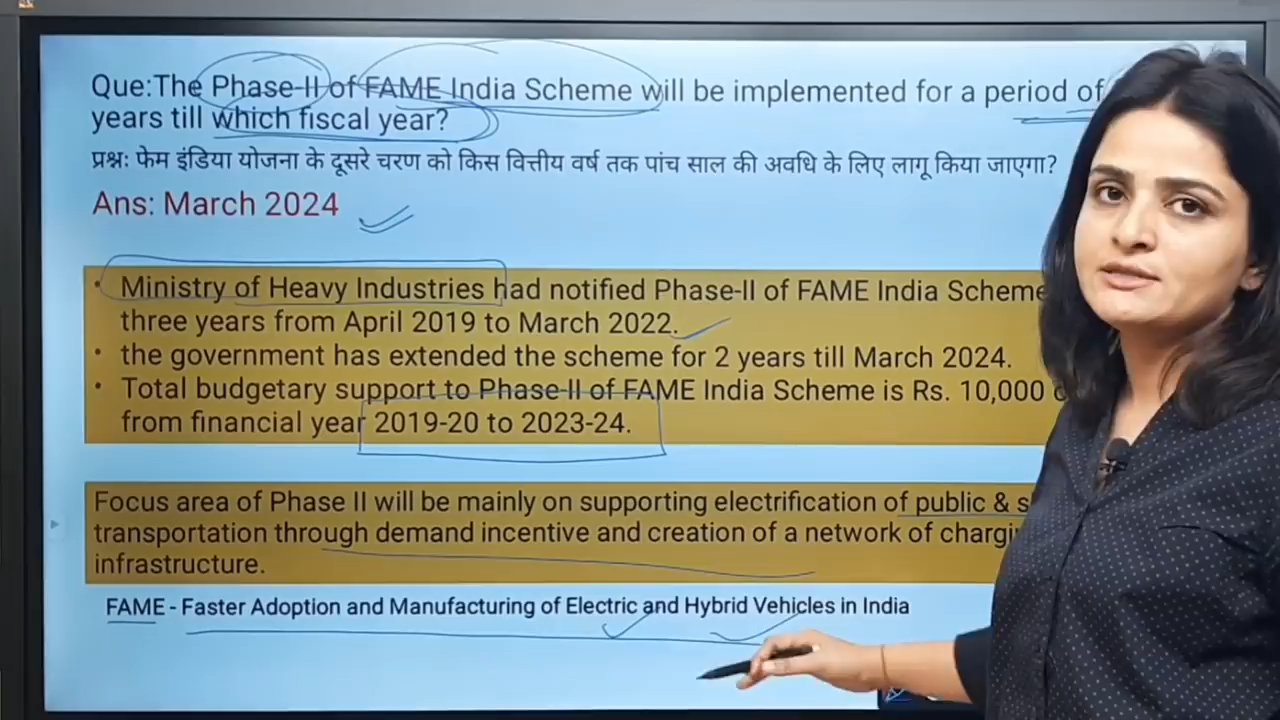 Que:The Phase-II of FAME India Scheme will be implemented for a period of
years till which fiscal year?
प्रश्न: फेम इंडिया योजना के दूसरे चरण को किस वित्तीय वर्ष तक पांच साल की अवधि के लिए लागू किया जाएगा?
Ans: March 2024
• Ministry of Heavy Industries had notified Phase-II of FAME India Scheme
three years from April 2019 to March 2022.
• the government has extended the scheme for 2 years till March 2024.
• Total budgetary support to Phase-II of FAME India Scheme is Rs. 10,000
from financial year 2019-20 to 2023-24.
Focus area of Phase II will be mainly on supporting electrification of public &
transportation through demand incentive and creation of a network of
infrastructure.
FAME - Faster Adoption and Manufacturing of Electric and Hybrid Vehicles in India